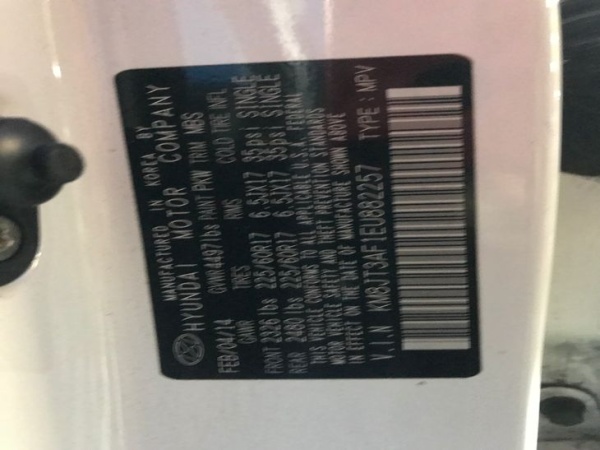 MANUFACTURED IN KOREA BY
HYUNDAI MOTOR COMPANY
FEB/04/14 GVWR 4497 lbs PAINT PKW TRIM MBS
GAWR TIRES RIMS COLD TIRE INFL
FRONT 2326 lbs 225/60R17 6.5JX17 35psi SINGLE
REAR 2480 lbs 225/60R17 6.5JX17 35psi SINGLE
THIS VEHICLE CONFORMS TO ALL APPLICABLE U.S.A. FEDERAL
MOTOR VEHICLE SAFETY AND THEFT PREVENTION STANDARDS
IN EFFECT ON THE DATE OF MANUFACTURE SHOWN ABOVE
V.I.N KM8JT3AF1EU882257 TYPE : MPV